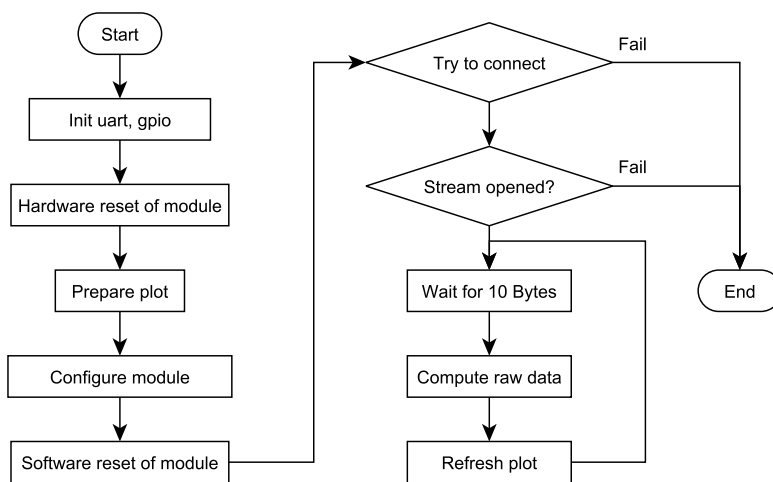 Start
Init uart, gpio
Hardware reset of module
Prepare plot
Configure module
Software reset of module
Try to connect
Fail
Stream opened?
Fail
Wait for 10 Bytes
End
Compute raw data
Refresh plot